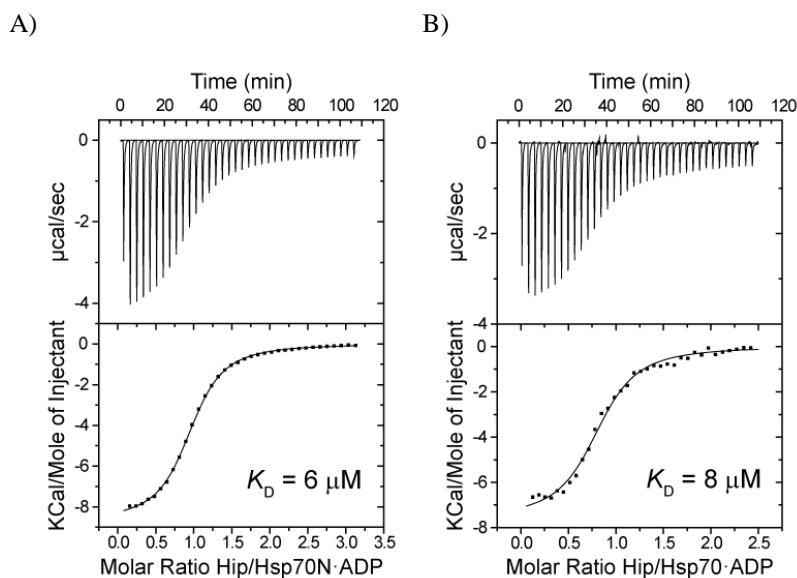 A)
B)
Time (min)
0 20 40 60 80 100 120
0
-2
-4
µcal/sec
0
-2
-4
-6
-8
KCal/Mole of Injectant
K_D = 6 µM
0.0 0.5 1.0 1.5 2.0 2.5 3.0 3.5
Molar Ratio Hip/Hsp70N·ADP
Time (min)
0 20 40 60 80 100 120
0
-2
-4
µcal/sec
0
-2
-4
-6
-8
KCal/Mole of Injectant
K_D = 8 µM
0.0 0.5 1.0 1.5 2.0 2.5
Molar Ratio Hip/Hsp70·ADP